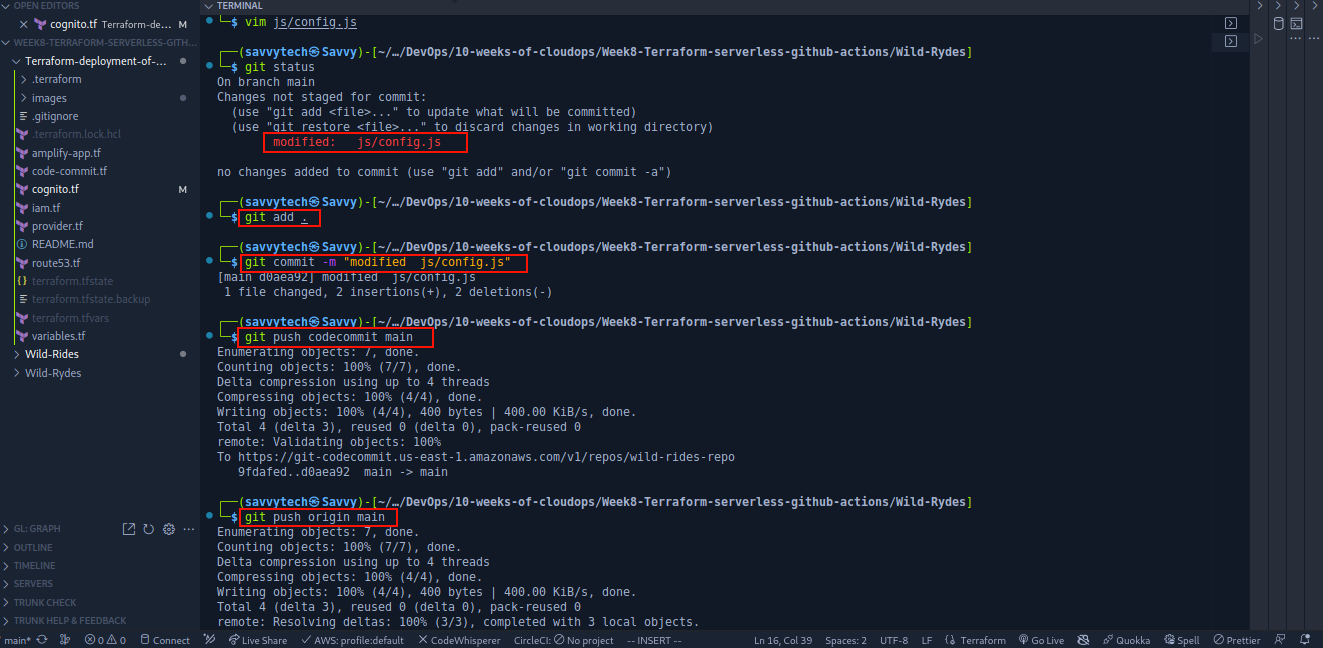 OPEN EDITORS
cognito.tf Terraform-de... M
WEEK8-TERRAFORM-SERVERLESS-GITH...
Terraform-deployment-of-...
.terraform
images
.gitignore
.terraform.lock.hcl
amplify-app.tf
code-commit.tf
cognito.tf M
iam.tf
provider.tf
README.md
route53.tf
terraform.tfstate
terraform.tfstate.backup
terraform.tfvars
variables.tf
Wild-Rides
Wild-Rydes
GL: GRAPH
OUTLINE
TIMELINE
SERVERS
TRUNK CHECK
TRUNK HELP & FEEDBACK
TERMINAL
└─$ vim js/config.js
┌──(savvytech㉿Savvy)-[~/…/DevOps/10-weeks-of-cloudops/Week8-Terraform-serverless-github-actions/Wild-Rydes]
└─$ git status
On branch main
Changes not staged for commit:
(use "git add <file>..." to update what will be committed)
(use "git restore <file>..." to discard changes in working directory)
modified:   js/config.js
no changes added to commit (use "git add" and/or "git commit -a")
┌──(savvytech㉿Savvy)-[~/…/DevOps/10-weeks-of-cloudops/Week8-Terraform-serverless-github-actions/Wild-Rydes]
└─$ git add .
┌──(savvytech㉿Savvy)-[~/…/DevOps/10-weeks-of-cloudops/Week8-Terraform-serverless-github-actions/Wild-Rydes]
└─$ git commit -m "modified  js/config.js"
[main d0aea92] modified  js/config.js
1 file changed, 2 insertions(+), 2 deletions(-)
┌──(savvytech㉿Savvy)-[~/…/DevOps/10-weeks-of-cloudops/Week8-Terraform-serverless-github-actions/Wild-Rydes]
└─$ git push codecommit main
Enumerating objects: 7, done.
Counting objects: 100% (7/7), done.
Delta compression using up to 4 threads
Compressing objects: 100% (4/4), done.
Writing objects: 100% (4/4), 400 bytes | 400.00 KiB/s, done.
Total 4 (delta 3), reused 0 (delta 0), pack-reused 0
remote: Validating objects: 100%
To https://git-codecommit.us-east-1.amazonaws.com/v1/repos/wild-rides-repo
9fdafed..d0aea92  main -> main
┌──(savvytech㉿Savvy)-[~/…/DevOps/10-weeks-of-cloudops/Week8-Terraform-serverless-github-actions/Wild-Rydes]
└─$ git push origin main
Enumerating objects: 7, done.
Counting objects: 100% (7/7), done.
Delta compression using up to 4 threads
Compressing objects: 100% (4/4), done.
Writing objects: 100% (4/4), 400 bytes | 400.00 KiB/s, done.
Total 4 (delta 3), reused 0 (delta 0), pack-reused 0
remote: Resolving deltas: 100% (3/3), completed with 3 local objects.
main* 0 0 Connect Live Share AWS: profile:default CodeWhisperer CircleCI: No project -- INSERT -- Ln 16, Col 39 Spaces: 2 UTF-8 LF Terraform Go Live Quokka Spell Prettier